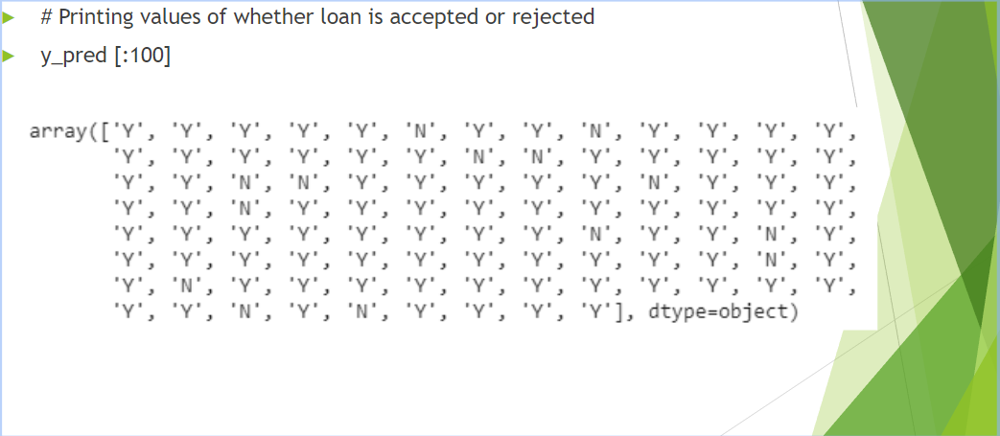 # Printing values of whether loan is accepted or rejected
y_pred [:100]
array(['Y', 'Y', 'Y', 'Y', 'Y', 'N', 'Y', 'Y', 'N', 'Y', 'Y', 'Y', 'Y',
'Y', 'Y', 'Y', 'Y', 'Y', 'Y', 'N', 'N', 'Y', 'Y', 'Y', 'Y', 'Y',
'Y', 'Y', 'N', 'N', 'Y', 'Y', 'Y', 'Y', 'Y', 'N', 'Y', 'Y', 'Y',
'Y', 'Y', 'N', 'Y', 'Y', 'Y', 'Y', 'Y', 'Y', 'Y', 'Y', 'Y', 'Y',
'Y', 'Y', 'Y', 'Y', 'Y', 'Y', 'Y', 'Y', 'N', 'Y', 'Y', 'N', 'Y',
'Y', 'Y', 'Y', 'Y', 'Y', 'Y', 'Y', 'Y', 'Y', 'Y', 'Y', 'N', 'Y',
'Y', 'N', 'Y', 'Y', 'Y', 'Y', 'Y', 'Y', 'Y', 'Y', 'Y', 'Y', 'Y',
'Y', 'Y', 'N', 'Y', 'N', 'Y', 'Y', 'Y', 'Y'], dtype=object)